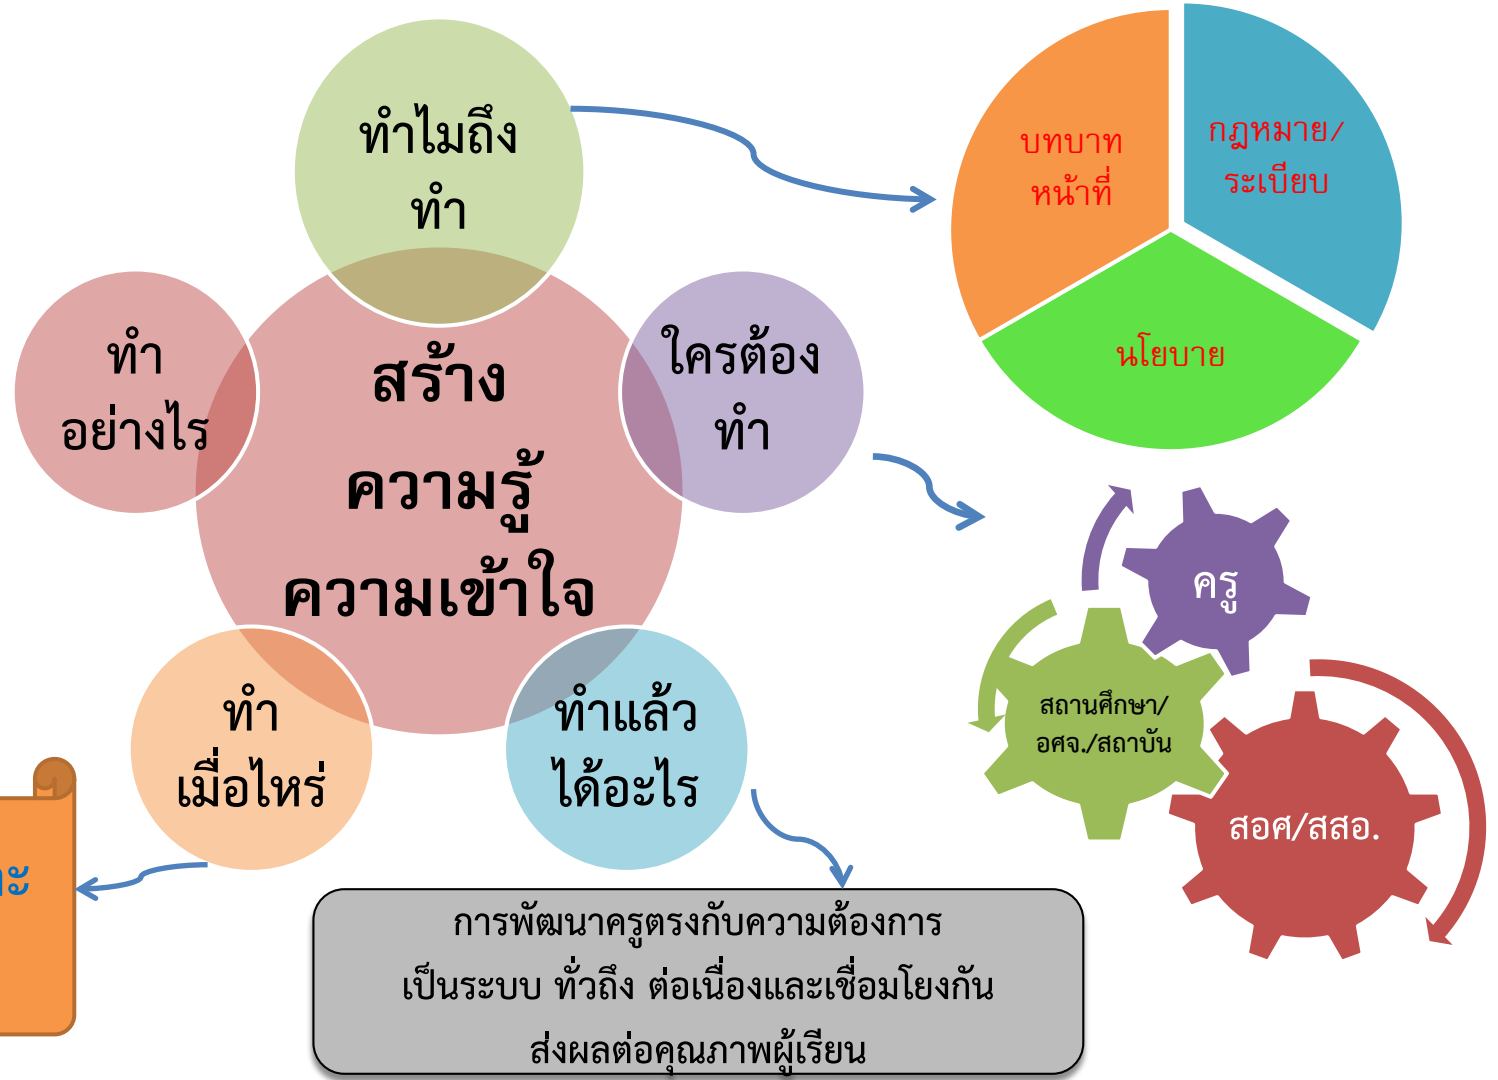 ทำไมถึง
ทำ
บทบาท
หน้าที่
กฎหมาย/
ระเบียบ
นโยบาย
ทำ
อย่างไร
สร้าง
ความรู้
ความเข้าใจ
ใครต้อง
ทำ
ครู
สถานศึกษา/
อศจ./สถาบัน
สอศ/สสอ.
ทำ
เมื่อไหร่
ทำแล้ว
ได้อะไร
การพัฒนาครูตรงกับความต้องการ
เป็นระบบ ทั่วถึง ต่อเนื่องและเชื่อมโยงกัน
ส่งผลต่อคุณภาพผู้เรียน